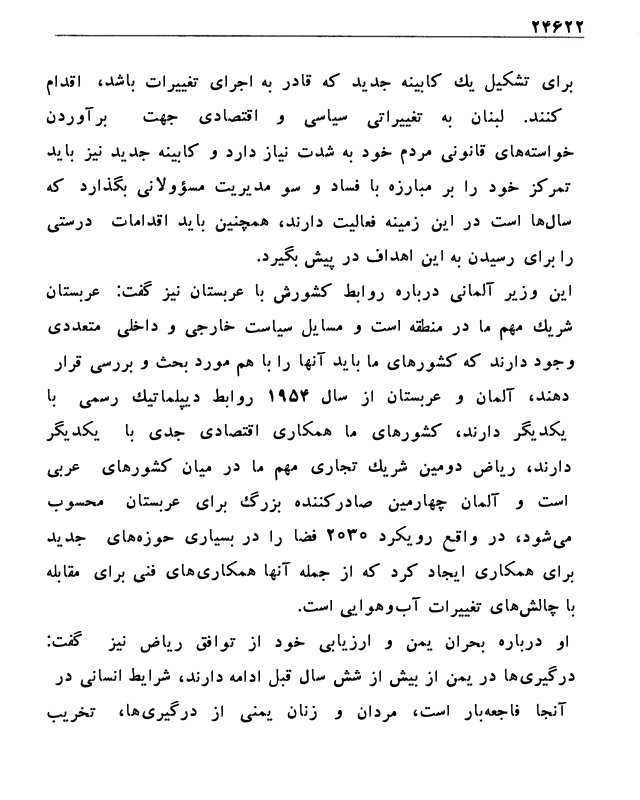 ۲۴۶۲۲
برای تشکیل یك کابینه جدید که قادر به اجرای تغییرات باشد، اقدام
کنند. لبنان به تغییراتی سیاسی و اقتصادی جهت برآوردن
خواسته‌های قانونی مردم خود به شدت نیاز دارد و کابینه جدید نیز باید
تمرکز خود را بر مبارزه با فساد و سو مدیریت مسؤولانی بگذارد که
سال‌ها است در این زمینه فعالیت دارند، همچنین باید اقدامات درستی
را برای رسیدن به این اهداف در پیش بگیرد.
این وزیر آلمانی درباره روابط کشورش با عربستان نیز گفت: عربستان
شریك مهم ما در منطقه است و مسایل سیاست خارجی و داخلی متعددی
وجود دارند که کشورهای ما باید آنها را با هم مورد بحث و بررسی قرار
دهند، آلمان و عربستان از سال ۱۹۵۴ روابط دیپلماتیك رسمی با
یکدیگر دارند، کشورهای ما همکاری اقتصادی جدی با یکدیگر
دارند، ریاض دومین شریك تجاری مهم ما در میان کشورهای عربی
است و آلمان چهارمین صادرکننده بزرگ برای عربستان محسوب
می‌شود، در واقع رویکرد ۲۰۳۰ فضا را در بسیاری حوزه‌های جدید
برای همکاری ایجاد کرد که از جمله آنها همکاری‌های فنی برای مقابله
با چالش‌های تغییرات آب‌وهوایی است.
او درباره بحران یمن و ارزیابی خود از توافق ریاض نیز گفت:
درگیری‌ها در یمن از بیش از شش سال قبل ادامه دارند، شرایط انسانی در
آنجا فاجعه‌بار است، مردان و زنان یمنی از درگیری‌ها، تخریب